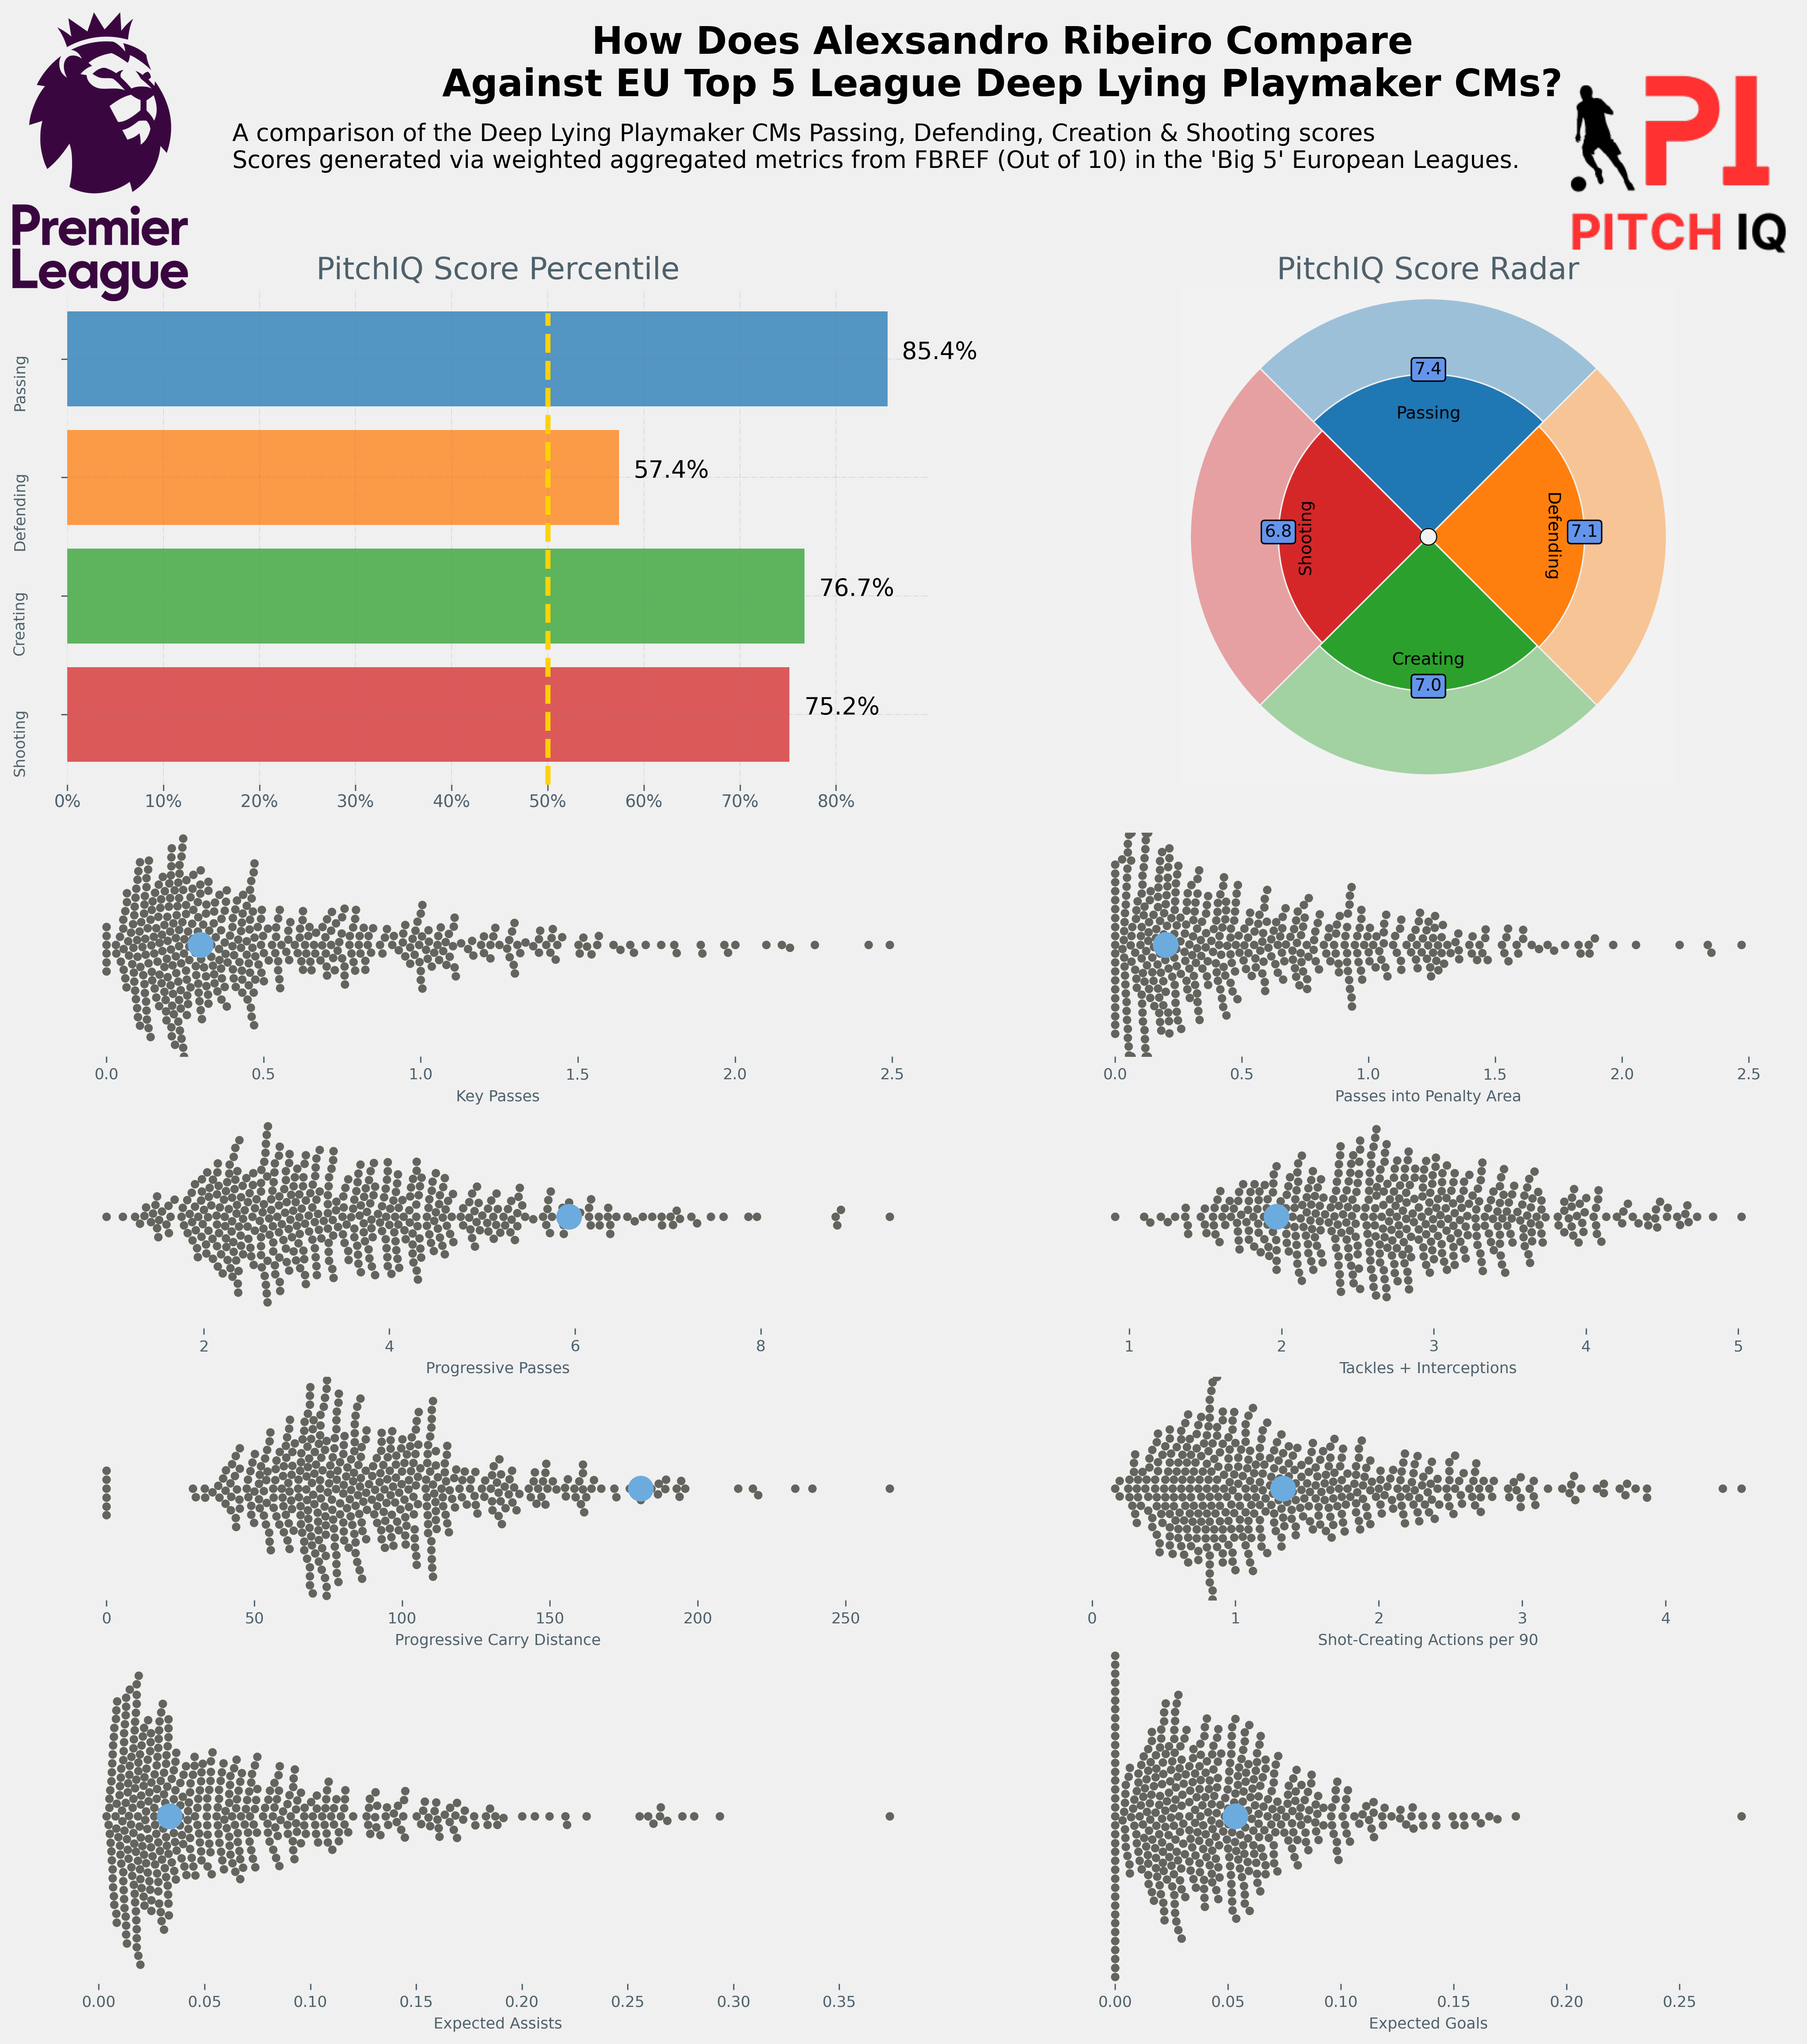 How Does Alexsandro Ribeiro Compare
Against EU Top 5 League Deep Lying Playmaker CMs?
A comparison of the Deep Lying Playmaker CMs Passing, Defending, Creation & Shooting scores
Scores generated via weighted aggregated metrics from FBREF (Out of 10) in the 'Big 5' European Leagues.
Premier
League
PI
PITCH IQ
PitchIQ Score Percentile
Passing
85.4%
Defending
57.4%
Creating
76.7%
Shooting
75.2%
0% 10% 20% 30% 40% 50% 60% 70% 80%
PitchIQ Score Radar
7.4
Passing
6.8
Shooting
Defending
7.1
Creating
7.0
0.0 0.5 1.0 1.5 2.0 2.5
Key Passes
0.0 0.5 1.0 1.5 2.0 2.5
Passes into Penalty Area
2 4 6 8
Progressive Passes
1 2 3 4 5
Tackles + Interceptions
0 50 100 150 200 250
Progressive Carry Distance
0 1 2 3 4
Shot-Creating Actions per 90
0.00 0.05 0.10 0.15 0.20 0.25 0.30 0.35
Expected Assists
0.00 0.05 0.10 0.15 0.20 0.25
Expected Goals